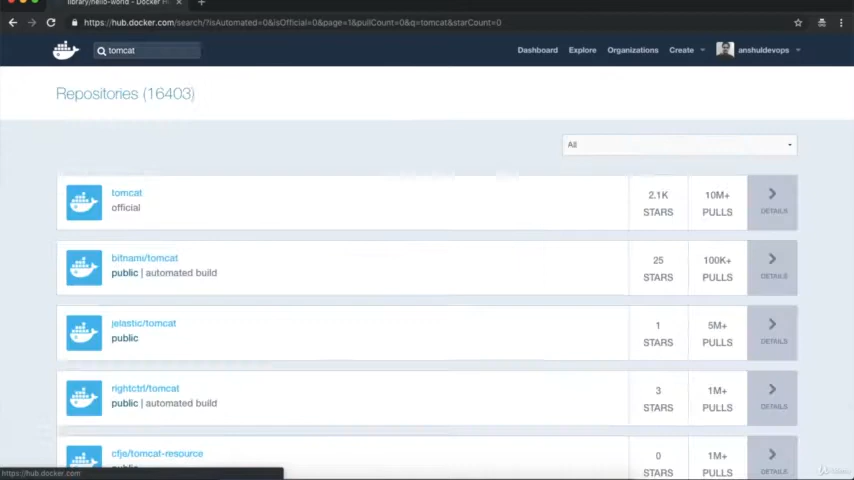 library/hello-world - Docker H
https://hub.docker.com/search/?isAutomated=0&isOfficial=0&page=1&pullCount=0&q=tomcat&starCount=0
tomcat
Dashboard Explore Organizations Create anshuldevops
Repositories (16403)
All
tomcat
official
2.1K
STARS
10M+
PULLS
DETAILS
bitnami/tomcat
public | automated build
25
STARS
100K+
PULLS
DETAILS
jelastic/tomcat
public
1
STARS
5M+
PULLS
DETAILS
rightctrl/tomcat
public | automated build
3
STARS
1M+
PULLS
DETAILS
cfje/tomcat-resource
public
0
STARS
1M+
PULLS
DETAILS
https://hub.docker.com